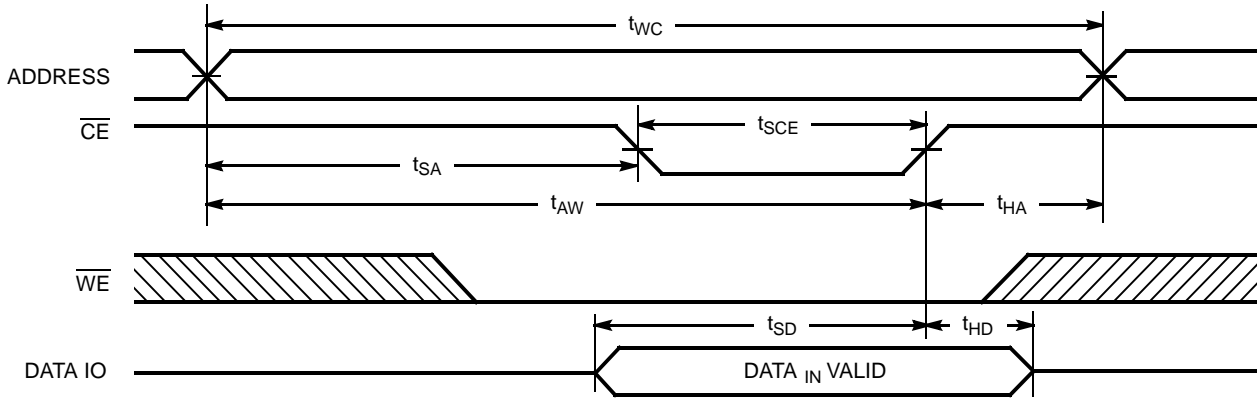 tWC
ADDRESS
CE
tSCE
tSA
tAW
tHA
WE
tSD
tHD
DATA IO
DATA IN VALID